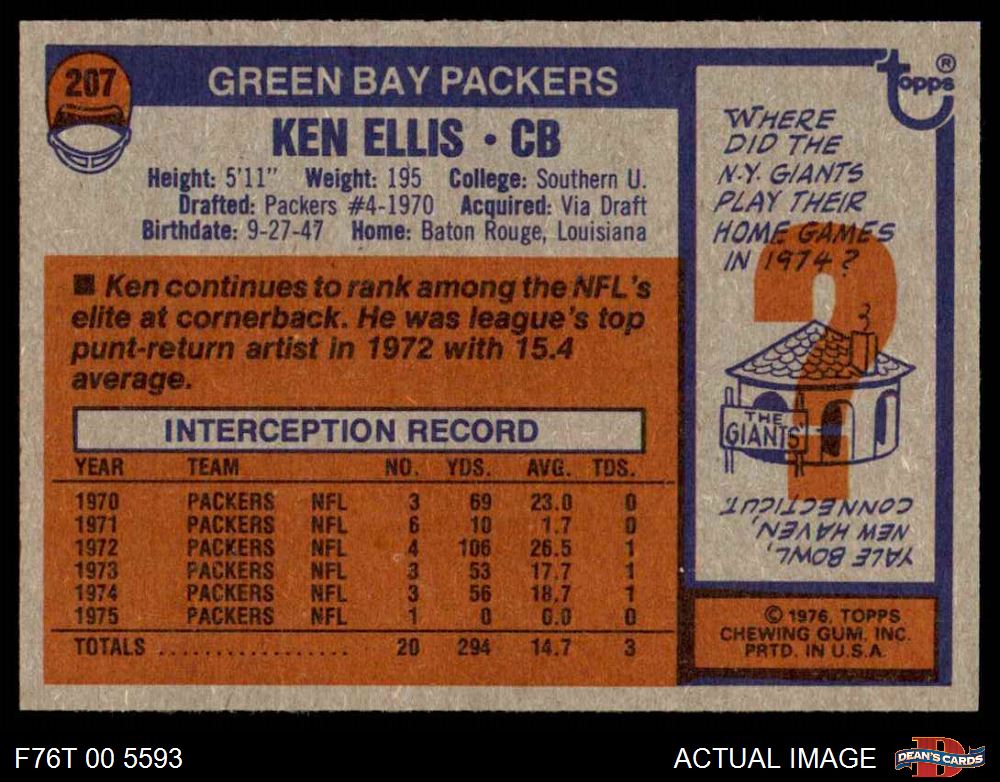 207
GREEN BAY PACKERS
KEN ELLIS · CB
Height: 5'11" Weight: 195 College: Southern U.
Drafted: Packers #4-1970 Acquired: Via Draft
Birthdate: 9-27-47 Home: Baton Rouge, Louisiana
■ Ken continues to rank among the NFL's
elite at cornerback. He was league's top
punt-return artist in 1972 with 15.4
average.
INTERCEPTION RECORD
YEAR TEAM NO. YDS. AVG. TDS.
1970 PACKERS NFL 3 69 23.0 0
1971 PACKERS NFL 6 10 1.7 0
1972 PACKERS NFL 4 106 26.5 1
1973 PACKERS NFL 3 53 17.7 1
1974 PACKERS NFL 3 56 18.7 1
1975 PACKERS NFL 1 0 0.0 0
TOTALS ................. 20 294 14.7 3
topps ®
WHERE
DID THE
N.Y. GIANTS
PLAY THEIR
HOME GAMES
IN 1974?
?
THE
GIANTS
YALE BOWL,
NEW HAVEN,
CONNECTICUT.
© 1976, TOPPS
CHEWING GUM, INC.
PRTD. IN U.S.A.
F76T 00 5593
ACTUAL IMAGE
D
DEAN'S CARDS